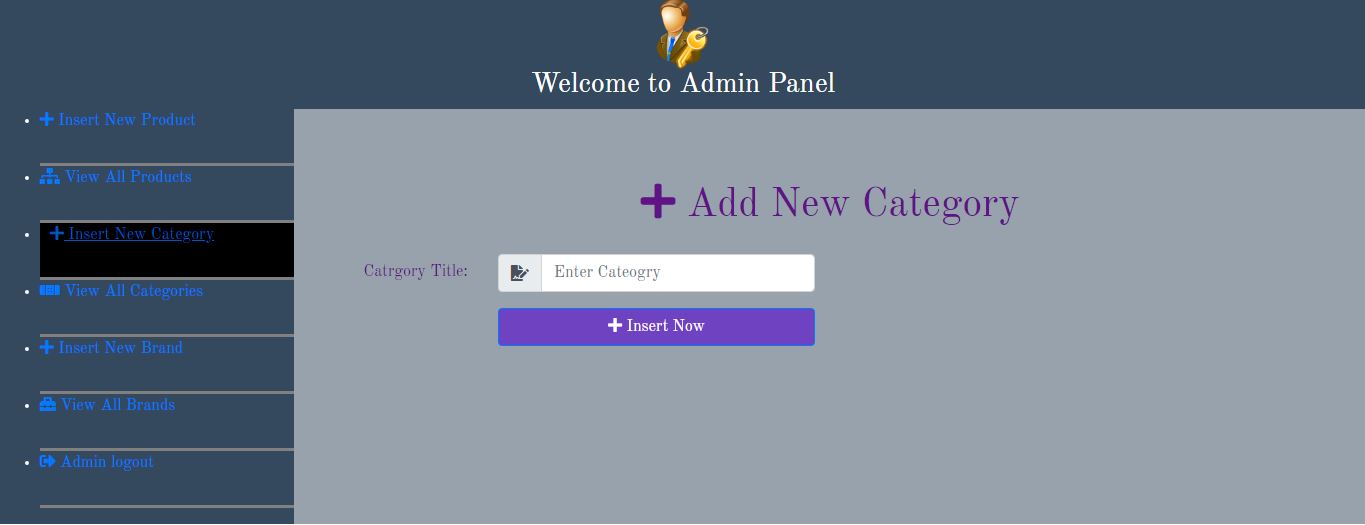 Welcome to Admin Panel
Insert New Product
View All Products
Insert New Category
View All Categories
Insert New Brand
View All Brands
Admin logout
Add New Category
Catrgory Title:
Enter Cateogry
Insert Now